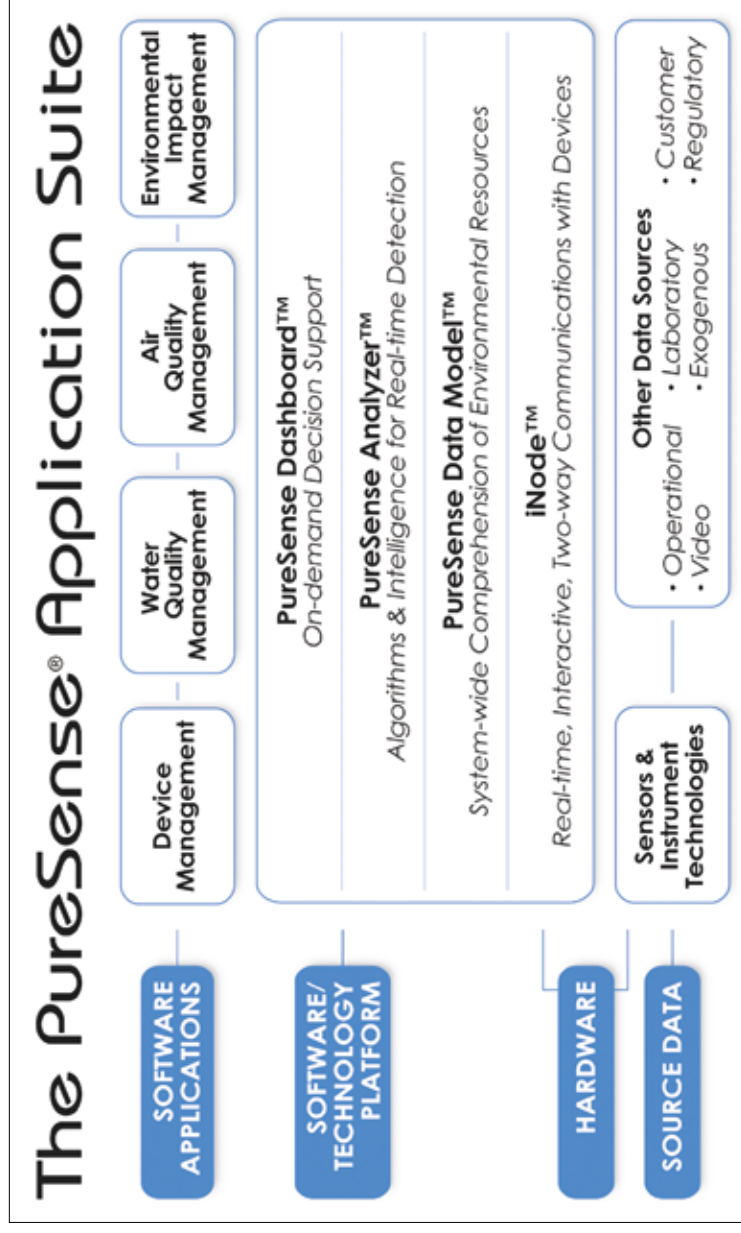 The PureSense® Application Suite
SOFTWARE
APPLICATIONS
Device
Management
Water
Quality
Management
Air
Quality
Management
Environmental
Impact
Management
SOFTWARE/
TECHNOLOGY
PLATFORM
PureSense Dashboard™
On-demand Decision Support
PureSense Analyzer™
Algorithms & Intelligence for Real-time Detection
PureSense Data Model™
System-wide Comprehension of Environmental Resources
HARDWARE
iNode™
Real-time, Interactive, Two-way Communications with Devices
SOURCE DATA
Sensors &
Instrument
Technologies
Other Data Sources
• Operational • Laboratory • Customer
• Video • Exogenous • Regulatory